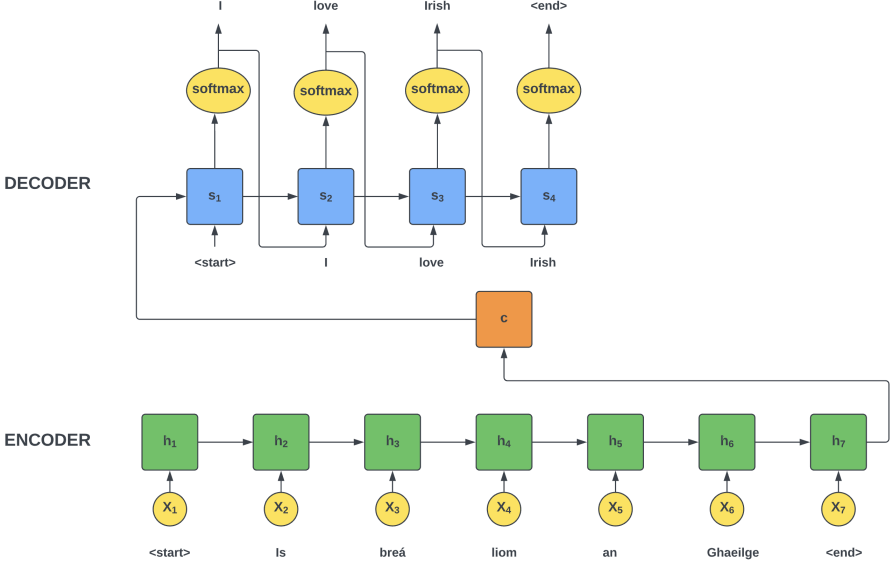 I love Irish <end>
softmax softmax softmax softmax
DECODER
s1 s2 s3 s4
<start> I love Irish
c
ENCODER
h1 h2 h3 h4 h5 h6 h7
X1 X2 X3 X4 X5 X6 X7
<start> Is breá liom an Ghaeilge <end>